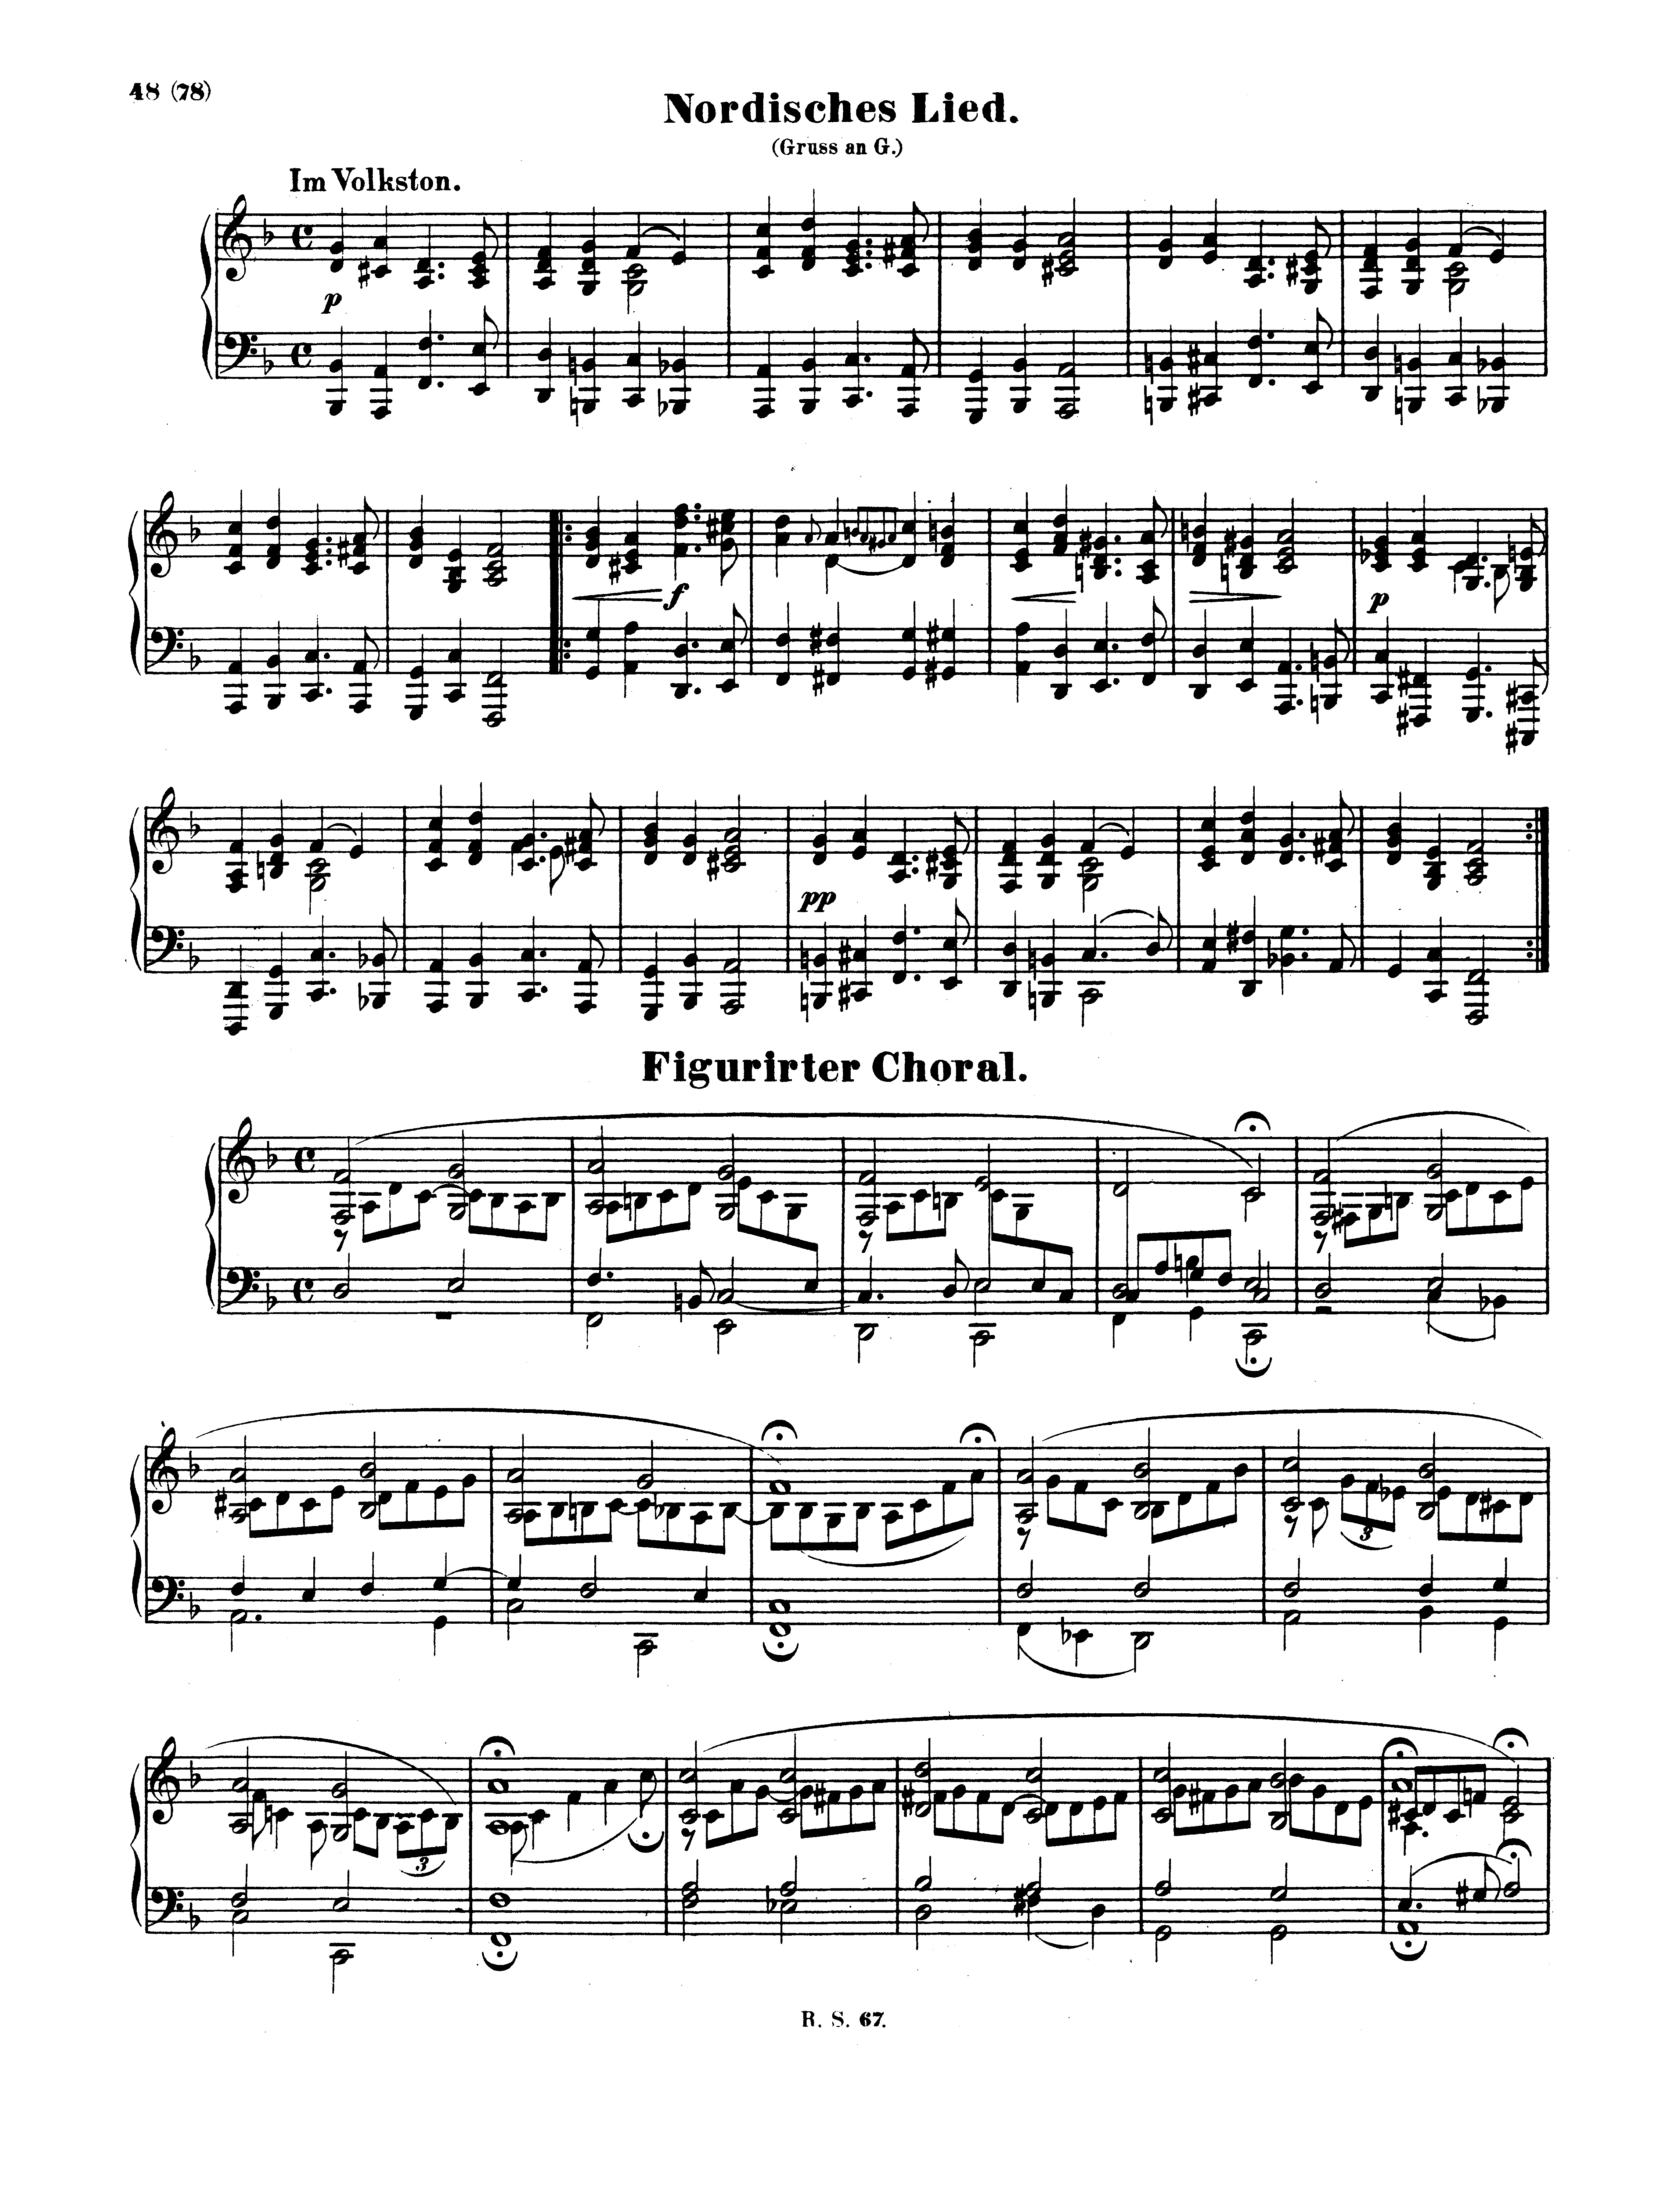 48 (78)
Nordisches Lied.
(Gruss an G.)
Im Volkston.
p
f
p
pp
Figurirter Choral.
3
3
R. S. 67.